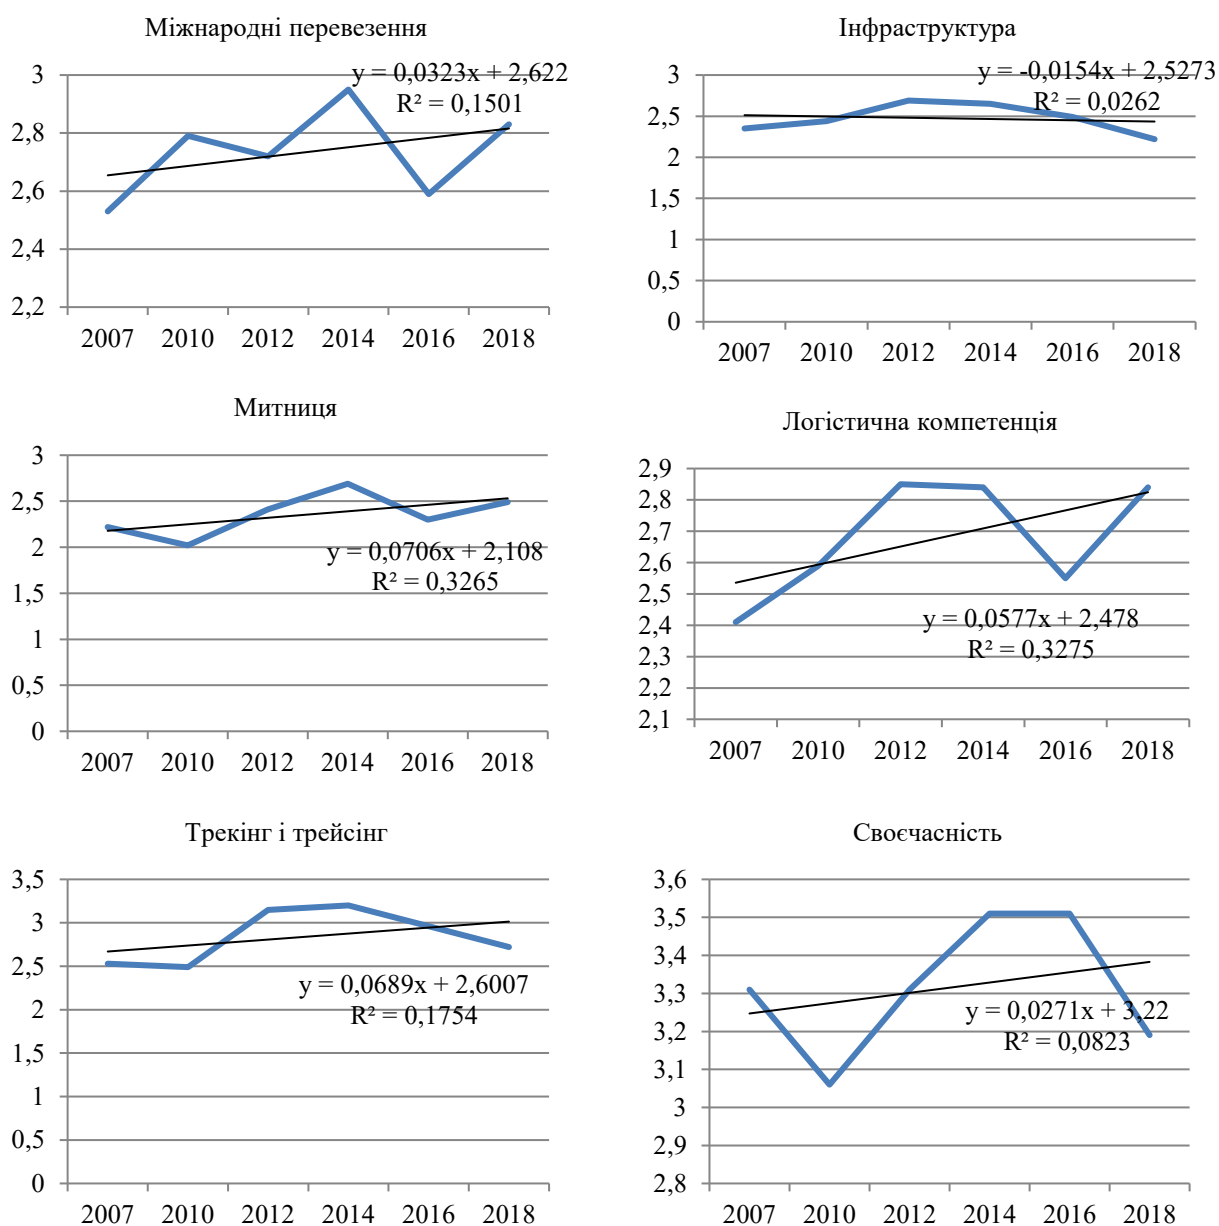 Міжнародні перевезення
y = 0,0323x + 2,622
R² = 0,1501
3
2,8
2,6
2,4
2,2
2007 2010 2012 2014 2016 2018
Інфраструктура
y = -0,0154x + 2,5273
R² = 0,0262
3
2,5
2
1,5
1
0,5
0
2007 2010 2012 2014 2016 2018
Митниця
3
2,5
2
1,5
1
0,5
0
y = 0,0706x + 2,108
R² = 0,3265
2007 2010 2012 2014 2016 2018
Логістична компетенція
2,9
2,8
2,7
2,6
2,5
2,4
2,3
2,2
2,1
y = 0,0577x + 2,478
R² = 0,3275
2007 2010 2012 2014 2016 2018
Трекінг і трейсінг
3,5
3
2,5
2
1,5
1
0,5
0
y = 0,0689x + 2,6007
R² = 0,1754
2007 2010 2012 2014 2016 2018
Своєчасність
3,6
3,5
3,4
3,3
3,2
3,1
3
2,9
2,8
y = 0,0271x + 3,22
R² = 0,0823
2007 2010 2012 2014 2016 2018